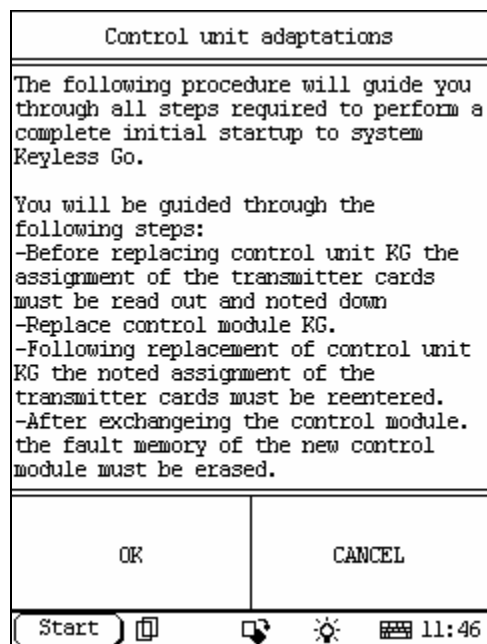 Control unit adaptations
The following procedure will guide you
through all steps required to perform a
complete initial startup to system
Keyless Go.
You will be guided through the
following steps:
-Before replacing control unit KG the
assignment of the transmitter cards
must be read out and noted down
-Replace control module KG.
-Following replacement of control unit
KG the noted assignment of the
transmitter cards must be reentered.
-After exchangeing the control module.
the fault memory of the new control
module must be erased.
OK CANCEL
Start 11:46